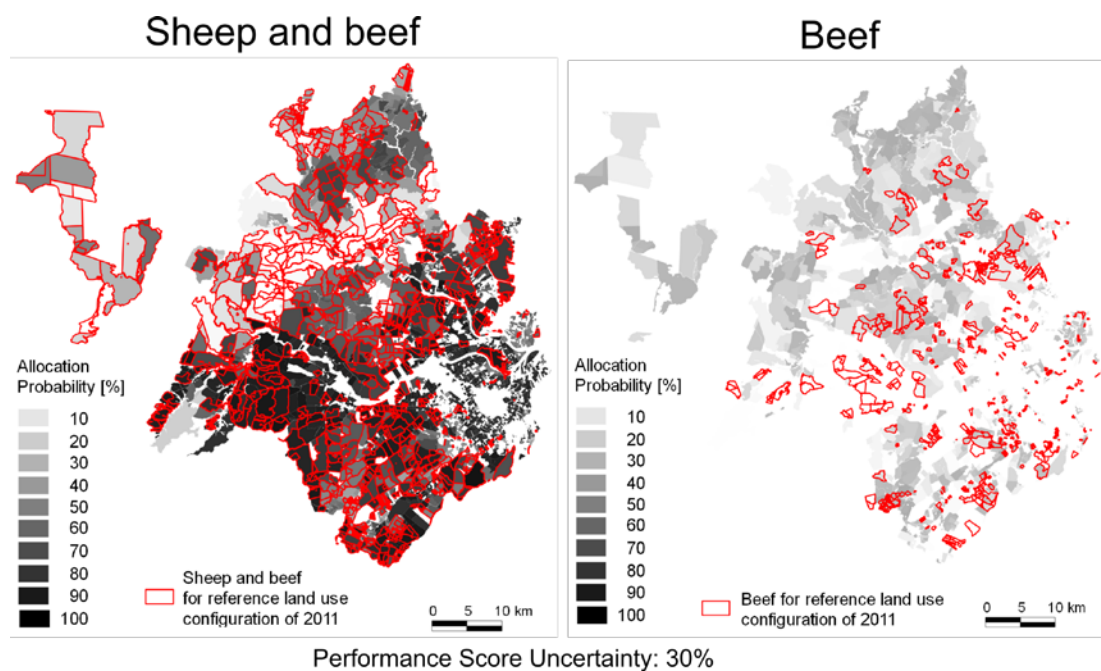 Sheep and beef
Beef
Allocation
Probability [%]
10
20
30
40
50
60
70
80
90
100
Sheep and beef
for reference land use
configuration of 2011
0 5 10 km
Allocation
Probability [%]
10
20
30
40
50
60
70
80
90
100
Beef for reference land use
configuration of 2011
0 5 10 km
Performance Score Uncertainty: 30%